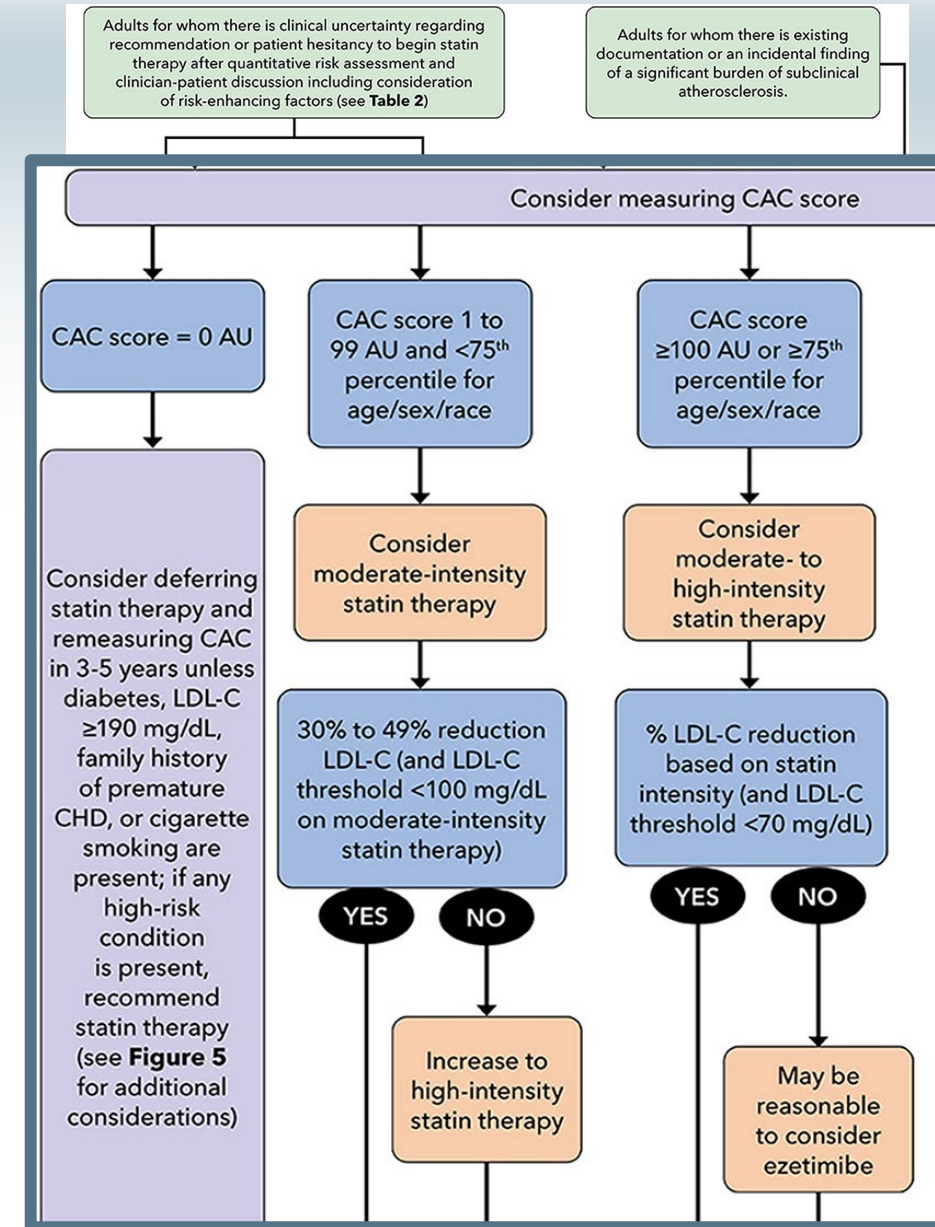 Adults for whom there is clinical uncertainty regarding
recommendation or patient hesitancy to begin statin
therapy after quantitative risk assessment and
clinician-patient discussion including consideration
of risk-enhancing factors (see Table 2)
Adults for whom there is existing
documentation or an incidental finding
of a significant burden of subclinical
atherosclerosis.
Consider measuring CAC score
CAC score = 0 AU
Consider deferring
statin therapy and
remeasuring CAC
in 3-5 years unless
diabetes, LDL-C
≥190 mg/dL,
family history
of premature
CHD, or cigarette
smoking are
present; if any
high-risk
condition
is present,
recommend
statin therapy
(see Figure 5
for additional
considerations)
CAC score 1 to
99 AU and <75th
percentile for
age/sex/race
Consider
moderate-intensity
statin therapy
30% to 49% reduction
LDL-C (and LDL-C
threshold <100 mg/dL
on moderate-intensity
statin therapy)
YES
NO
Increase to
high-intensity
statin therapy
CAC score
≥100 AU or ≥75th
percentile for
age/sex/race
Consider
moderate- to
high-intensity
statin therapy
% LDL-C reduction
based on statin
intensity (and LDL-C
threshold <70 mg/dL)
YES
NO
May be
reasonable
to consider
ezetimibe